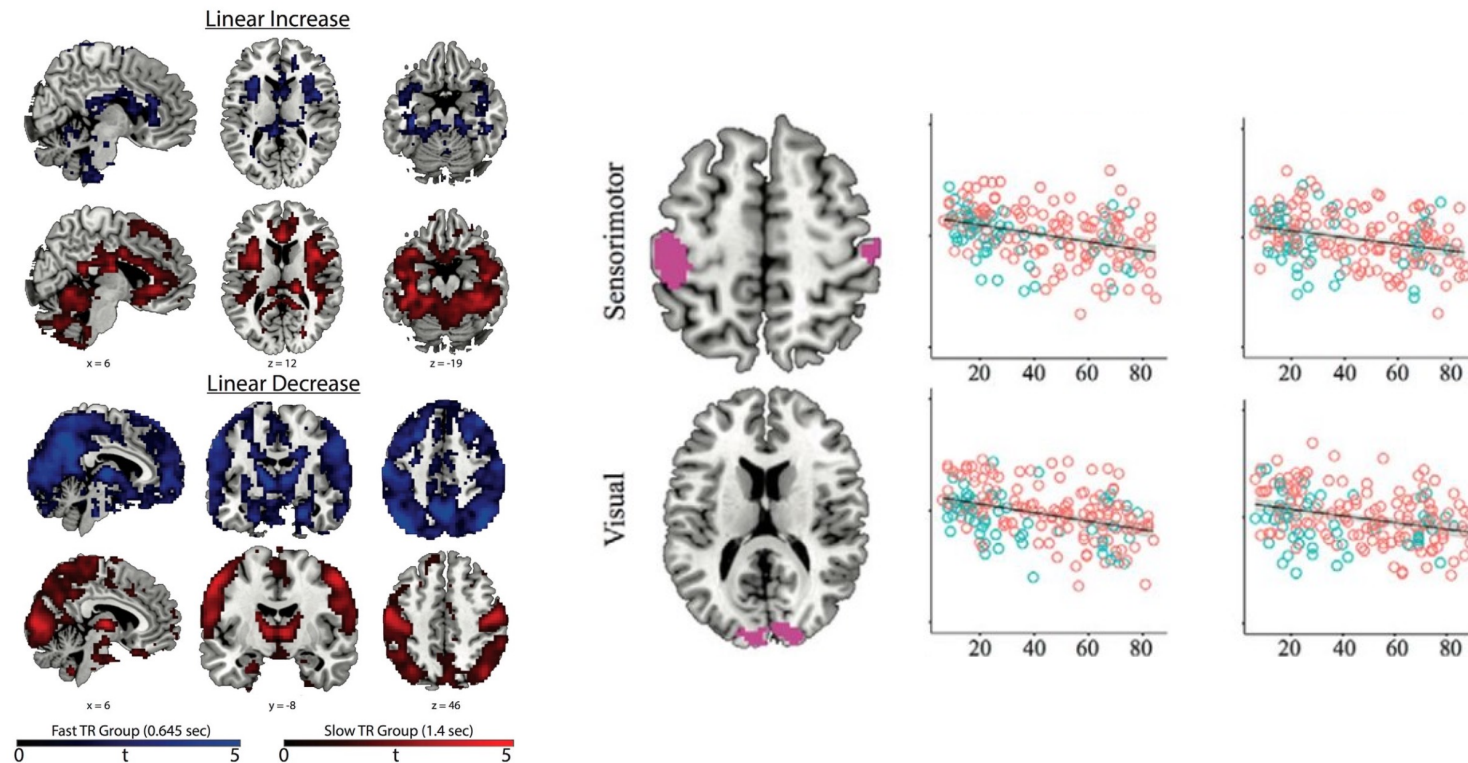 Linear Increase
x = 6
z = 12
z = -19
Linear Decrease
x = 6
y = -8
z = 46
Fast TR Group (0.645 sec)
0 t 5
Slow TR Group (1.4 sec)
0 t 5
Sensorimotor
20 40 60 80
20 40 60 80
Visual
20 40 60 80
20 40 60 80